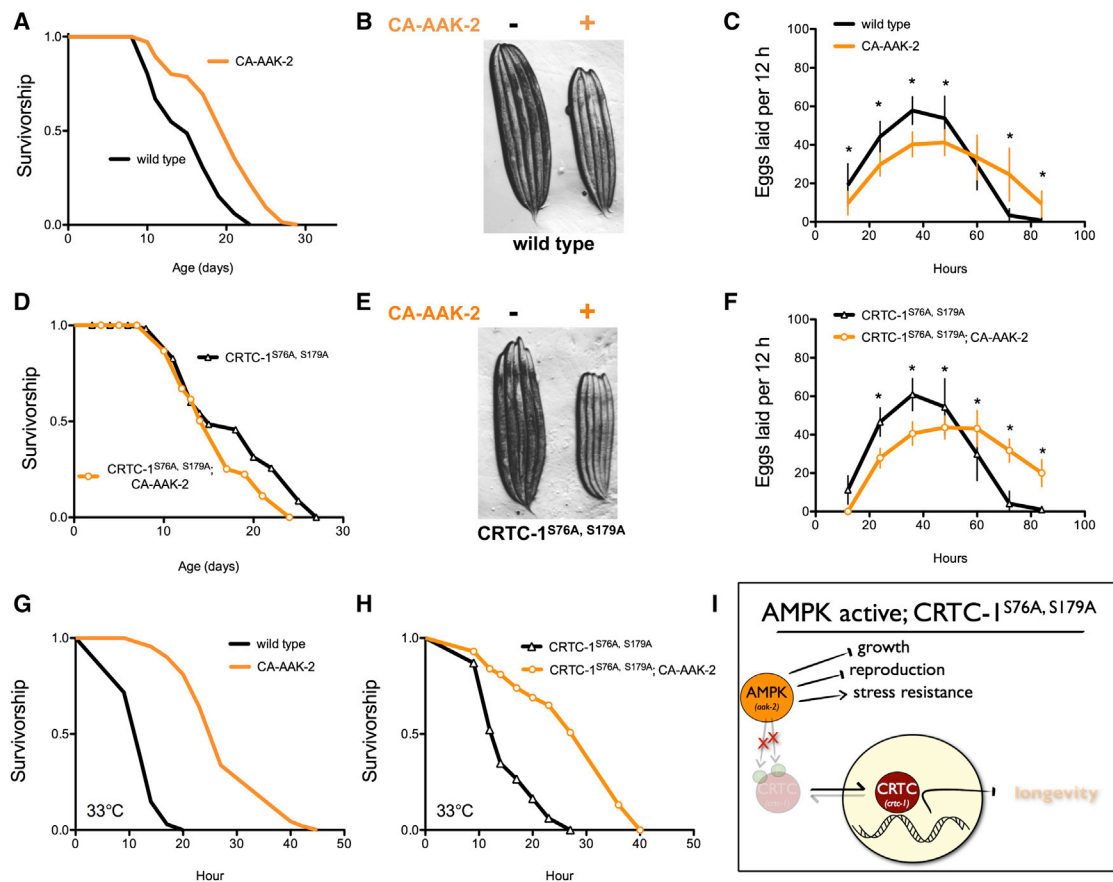 A
1.0
0.5
0.0
Survivorship
CA-AAK-2
wild type
0
10
20
30
Age (days)
B
CA-AAK-2 - +
wild type
C
wild type
CA-AAK-2
100
80
60
40
20
0
Eggs laid per 12 h
* * * * * *
0 20 40 60 80 100
Hours
D
1.0
0.5
0.0
Survivorship
CRTC-1S76A, S179A
CRTC-1S76A, S179A;
CA-AAK-2
0 10 20 30
Age (days)
E
CA-AAK-2 - +
CRTC-1S76A, S179A
F
CRTC-1S76A, S179A
CRTC-1S76A, S179A; CA-AAK-2
100
80
60
40
20
0
Eggs laid per 12 h
* * * * * *
0 20 40 60 80 100
Hours
G
1.0
0.5
0.0
Survivorship
wild type
CA-AAK-2
33°C
0 10 20 30 40 50
Hour
H
1.0
0.5
0.0
Survivorship
CRTC-1S76A, S179A
CRTC-1S76A, S179A; CA-AAK-2
33°C
0 10 20 30 40 50
Hour
I
AMPK active; CRTC-1S76A, S179A
growth
reproduction
stress resistance
AMPK
(aak-2)
X X
CRTC
(crtc-1)
CRTC
(crtc-1)
longevity